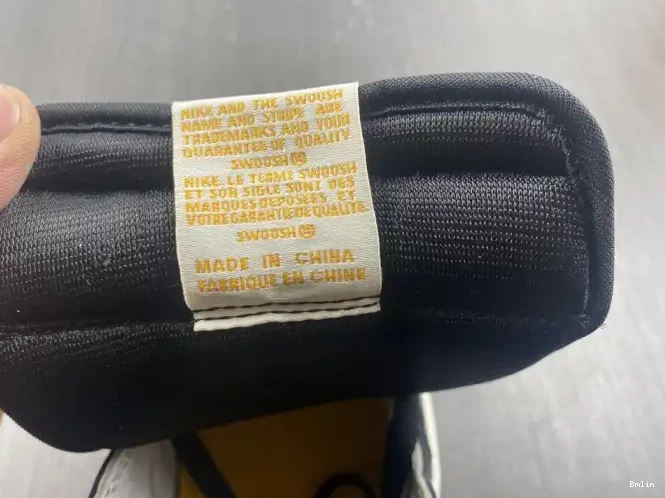 NIKE AND THE SWOOSH
NAME AND STRIPE ARE
TRADEMARKS AND YOUR
GUARANTEE OF QUALITY
SWOOSH®
NIKE LE TERME SWOOSH
ET SON SIGLE SONT DES
MARQUES DEPOSEES ET
VOTRE GARANTIE DE QUALITE
SWOOSH®
MADE IN CHINA
FABRIQUE EN CHINE
Bmlin